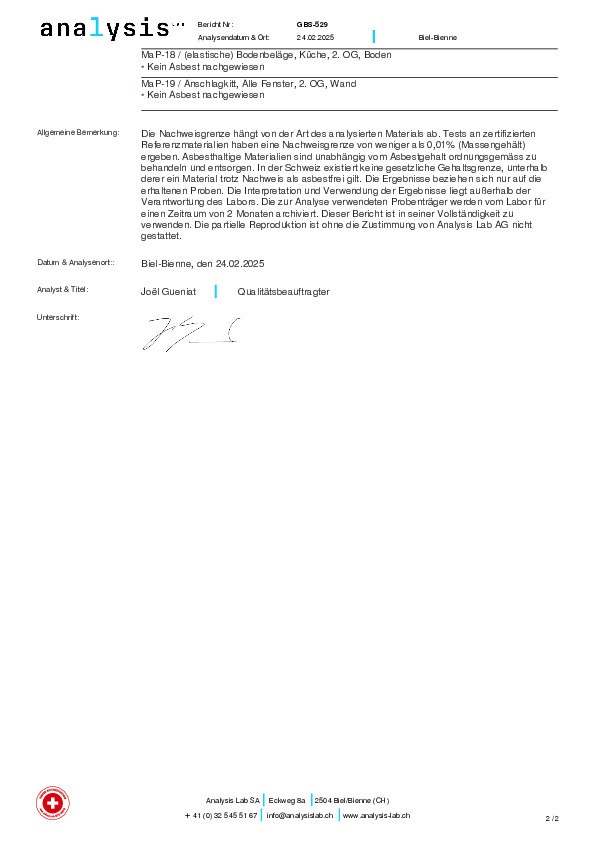 analysis
Bericht Nr: GBS-529
Analysendatum & Ort: 24.02.2025 Biel-Bienne
MaP-18 / (elastische) Bodenbeläge, Küche, 2. OG, Boden
• Kein Asbest nachgewiesen
MaP-19 / Anschlagkitt, Alle Fenster, 2. OG, Wand
• Kein Asbest nachgewiesen
Allgemeine Bemerkung: Die Nachweisgrenze hängt von der Art des analysierten Materials ab. Tests an zertifizierten
Referenzmaterialien haben eine Nachweisgrenze von weniger als 0,01% (Massengehält)
ergeben. Asbesthaltige Materialien sind unabhängig vom Asbestgehalt ordnungsgemäss zu
behandeln und entsorgen. In der Schweiz existiert keine gesetzliche Gehaltsgrenze, unterhalb
derer ein Material trotz Nachweis als asbestfrei gilt. Die Ergebnisse beziehen sich nur auf die
erhaltenen Proben. Die Interpretation und Verwendung der Ergebnisse liegt außerhalb der
Verantwortung des Labors. Die zur Analyse verwendeten Probenträger werden vom Labor für
einen Zeitraum von 2 Monaten archiviert. Dieser Bericht ist in seiner Vollständigkeit zu
verwenden. Die partielle Reproduktion ist ohne die Zustimmung von Analysis Lab AG nicht
gestattet.
Datum & Analysenort:: Biel-Bienne, den 24.02.2025
Analyst & Titel: Joël Gueniat Qualitätsbeauftragter
Unterschrift:
Analysis Lab SA Eckweg 8a 2504 Biel/Bienne (CH)
+ 41 (0) 32 545 51 67 info@analysislab.ch www.analysis-lab.ch
2 / 2